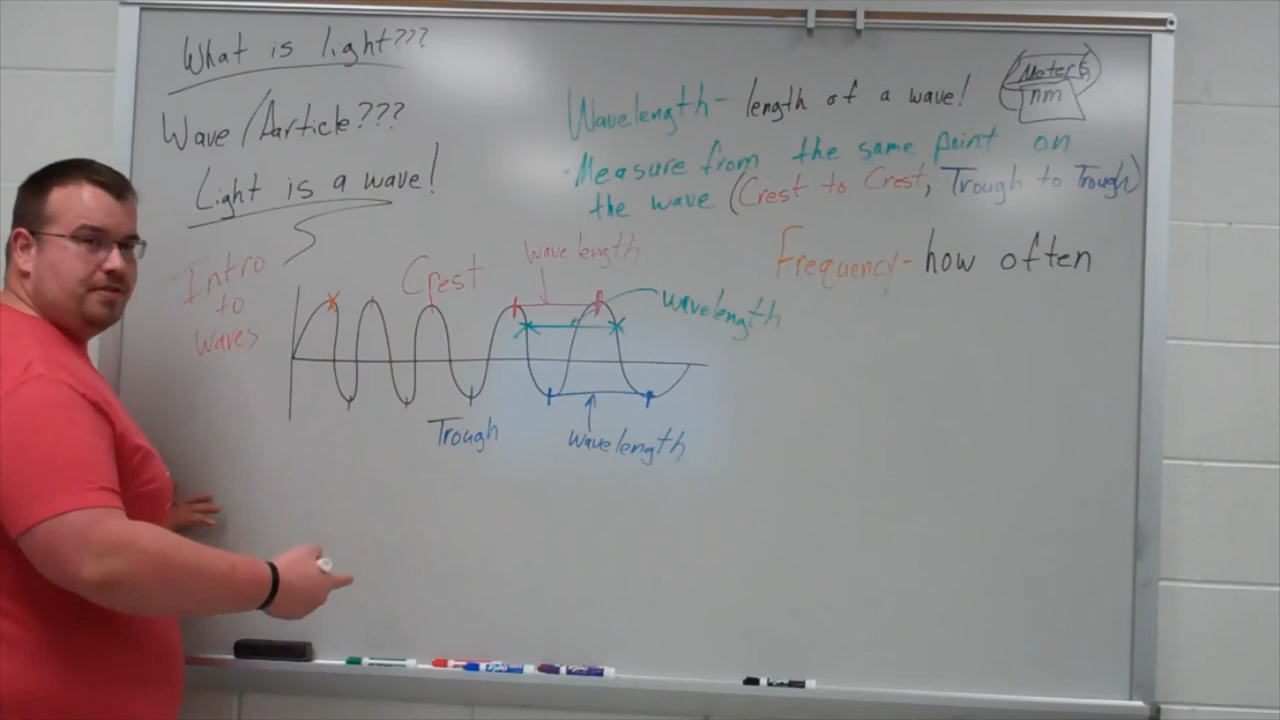 What is light???
Wave/Particle???
Light is a wave!
Intro
to
waves
Crest
wavelength
wavelength
Trough
wavelength
Wavelength- length of a wave!
Meters
nm
· Measure from the same point on
the wave (Crest to Crest, Trough to Trough)
Frequency- how often